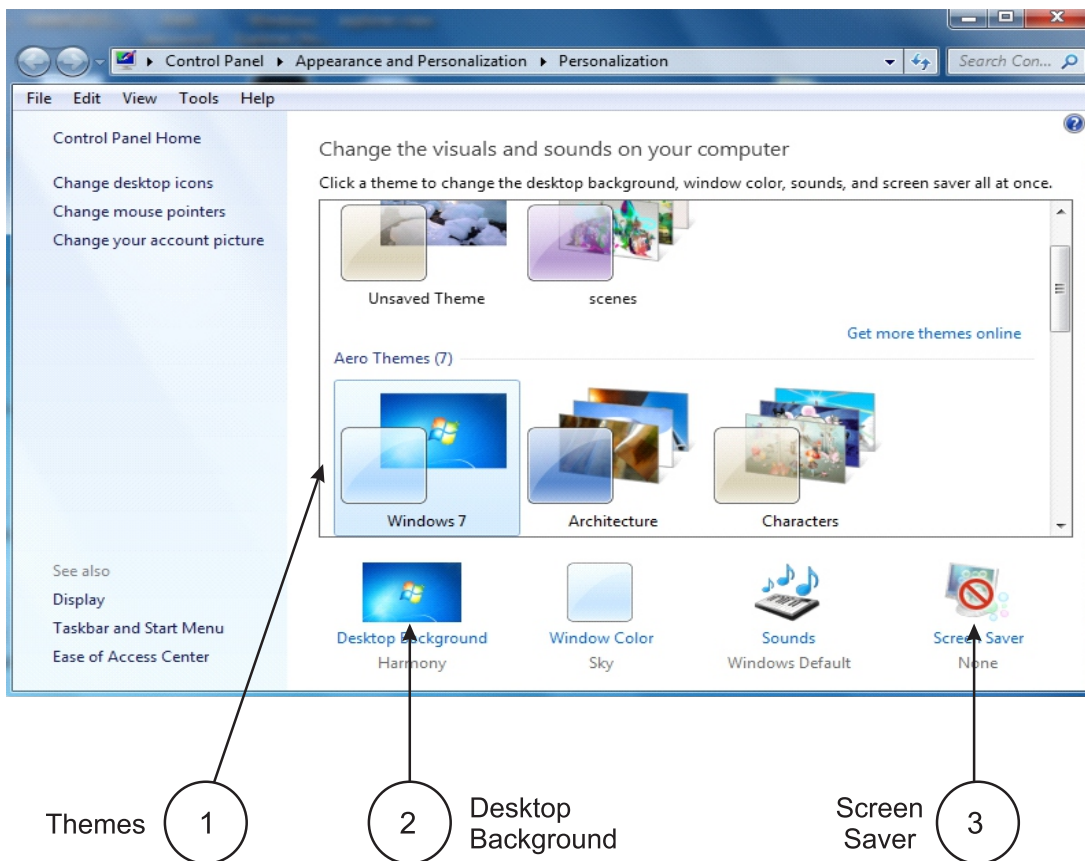 Control Panel Appearance and Personalization Personalization Search Con...
File Edit View Tools Help
Control Panel Home
Change desktop icons
Change mouse pointers
Change your account picture
Change the visuals and sounds on your computer
Click a theme to change the desktop background, window color, sounds, and screen saver all at once.
Unsaved Theme scenes
Get more themes online
Aero Themes (7)
Windows 7 Architecture Characters
See also
Display
Taskbar and Start Menu
Ease of Access Center
Desktop Background Window Color Sounds Screen Saver
Harmony Sky Windows Default None
Themes 1
2 Desktop
Background
Screen
Saver 3